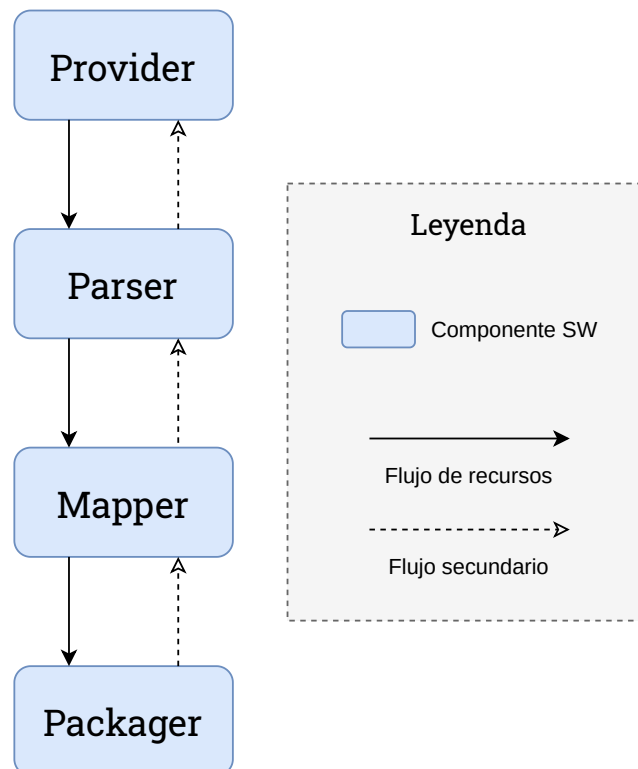 Provider
Parser
Mapper
Packager
Leyenda
Componente SW
Flujo de recursos
Flujo secundario